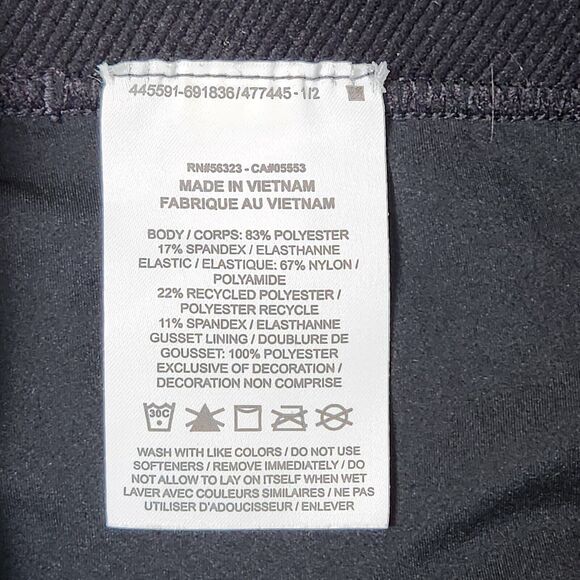 445591-691836/477445-1/2
RN#56323 - CA#05553
MADE IN VIETNAM
FABRIQUE AU VIETNAM
BODY / CORPS: 83% POLYESTER
17% SPANDEX / ELASTHANNE
ELASTIC / ELASTIQUE: 67% NYLON /
POLYAMIDE
22% RECYCLED POLYESTER /
POLYESTER RECYCLE
11% SPANDEX / ELASTHANNE
GUSSET LINING / DOUBLURE DE
GOUSSET: 100% POLYESTER
EXCLUSIVE OF DECORATION /
DECORATION NON COMPRISE
30C
WASH WITH LIKE COLORS / DO NOT USE
SOFTENERS / REMOVE IMMEDIATELY / DO
NOT ALLOW TO LAY ON ITSELF WHEN WET
LAVER AVEC COULEURS SIMILAIRES / NE PAS
UTILISER D'ADOUCISSEUR / ENLEVER